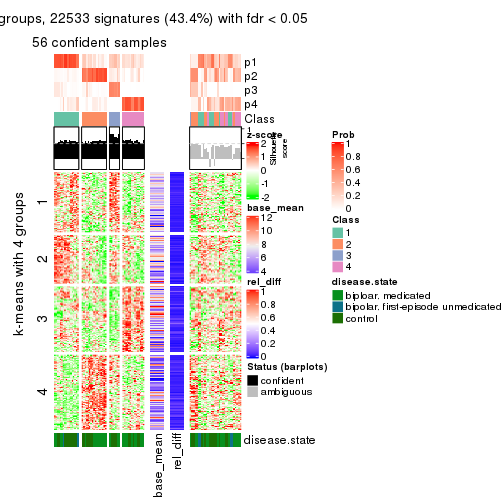 groups, 22533 signatures (43.4%) with fdr < 0.05
56 confident samples
p1
p2
p3
p4
Class
1
Silhouette
score
k-means with 4 groups
1
2
3
4
disease.state
base_mean
rel_diff
z-score
2
1
0
-1
-2
base_mean
12
10
8
6
4
rel_diff
1
0.8
0.6
0.4
0.2
0
Status (barplots)
confident
ambiguous
Prob
1
0.8
0.6
0.4
0.2
0
Class
1
2
3
4
disease.state
bipolar. medicated
bipolar. first-episode unmedicated
control